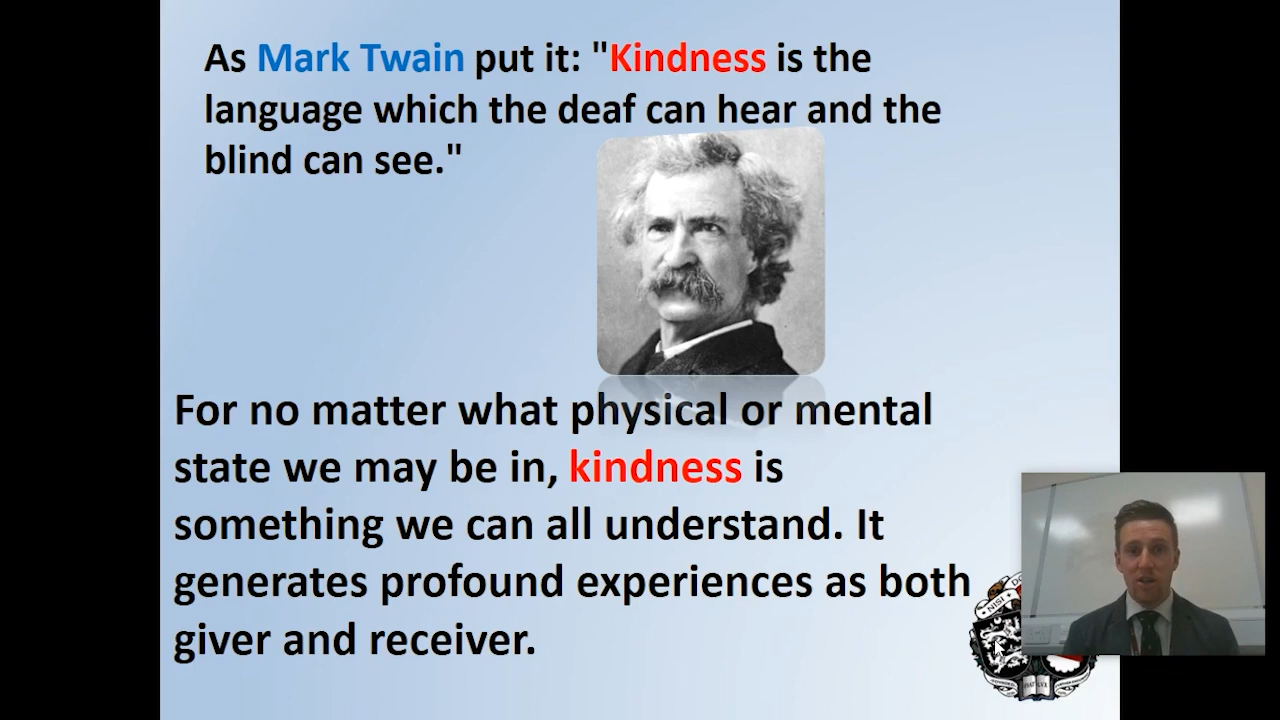 As Mark Twain put it: "Kindness is the
language which the deaf can hear and the
blind can see."
For no matter what physical or mental
state we may be in, kindness is
something we can all understand. It
generates profound experiences as both
giver and receiver.
NISI